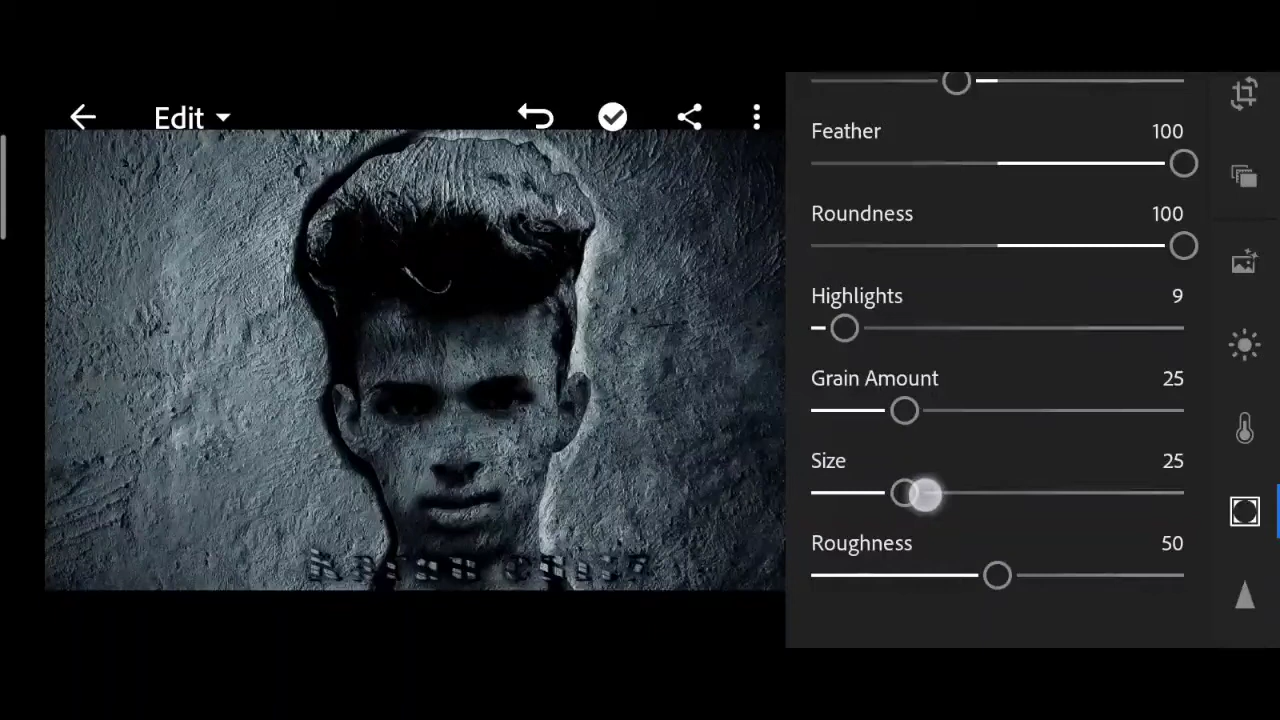 Edit
Feather 100
Roundness 100
Highlights 9
Grain Amount 25
Size 25
Roughness 50